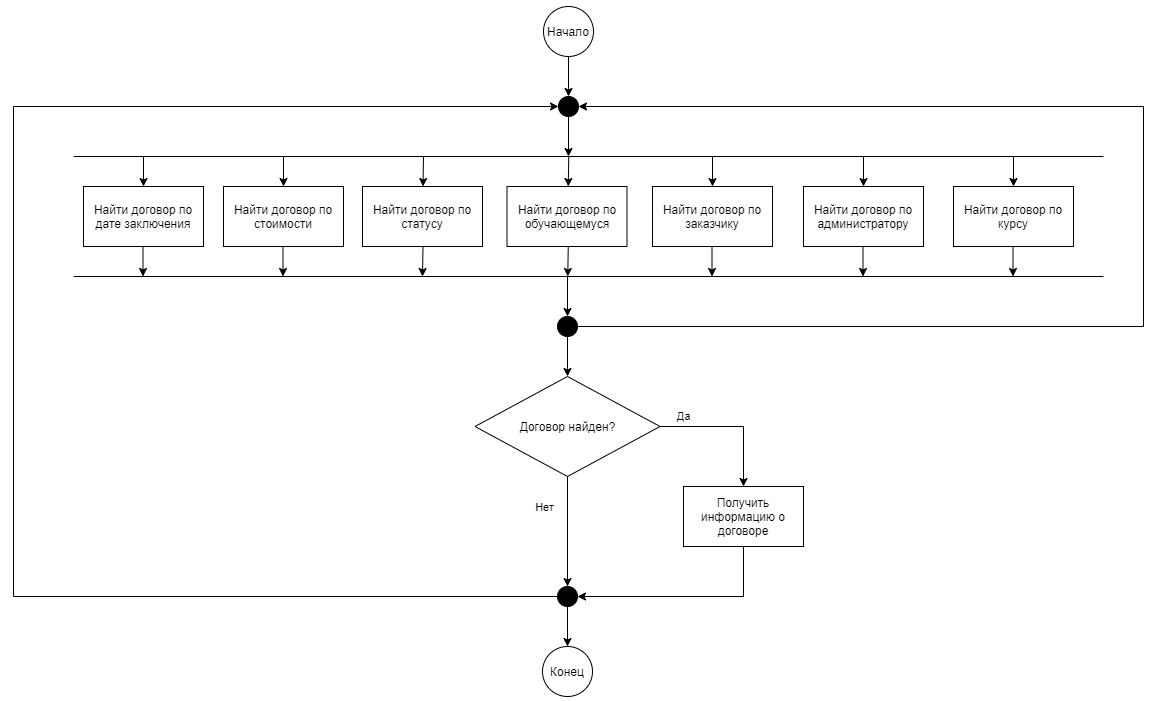 Начало
Найти договор по
дате заключения
Найти договор по
стоимости
Найти договор по
статусу
Найти договор по
обучающемуся
Найти договор по
заказчику
Найти договор по
администратору
Найти договор по
курсу
Договор найден?
Да
Нет
Получить
информацию о
договоре
Конец